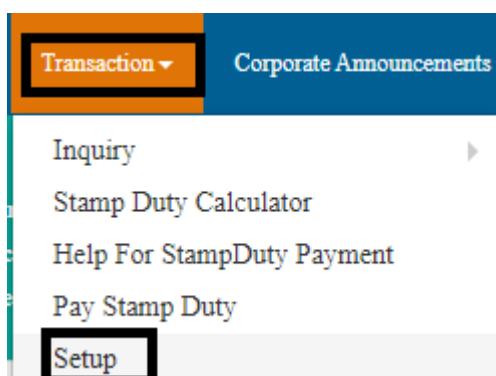 Transaction Corporate Announcements
Inquiry
Stamp Duty Calculator
Help For StampDuty Payment
Pay Stamp Duty
Setup